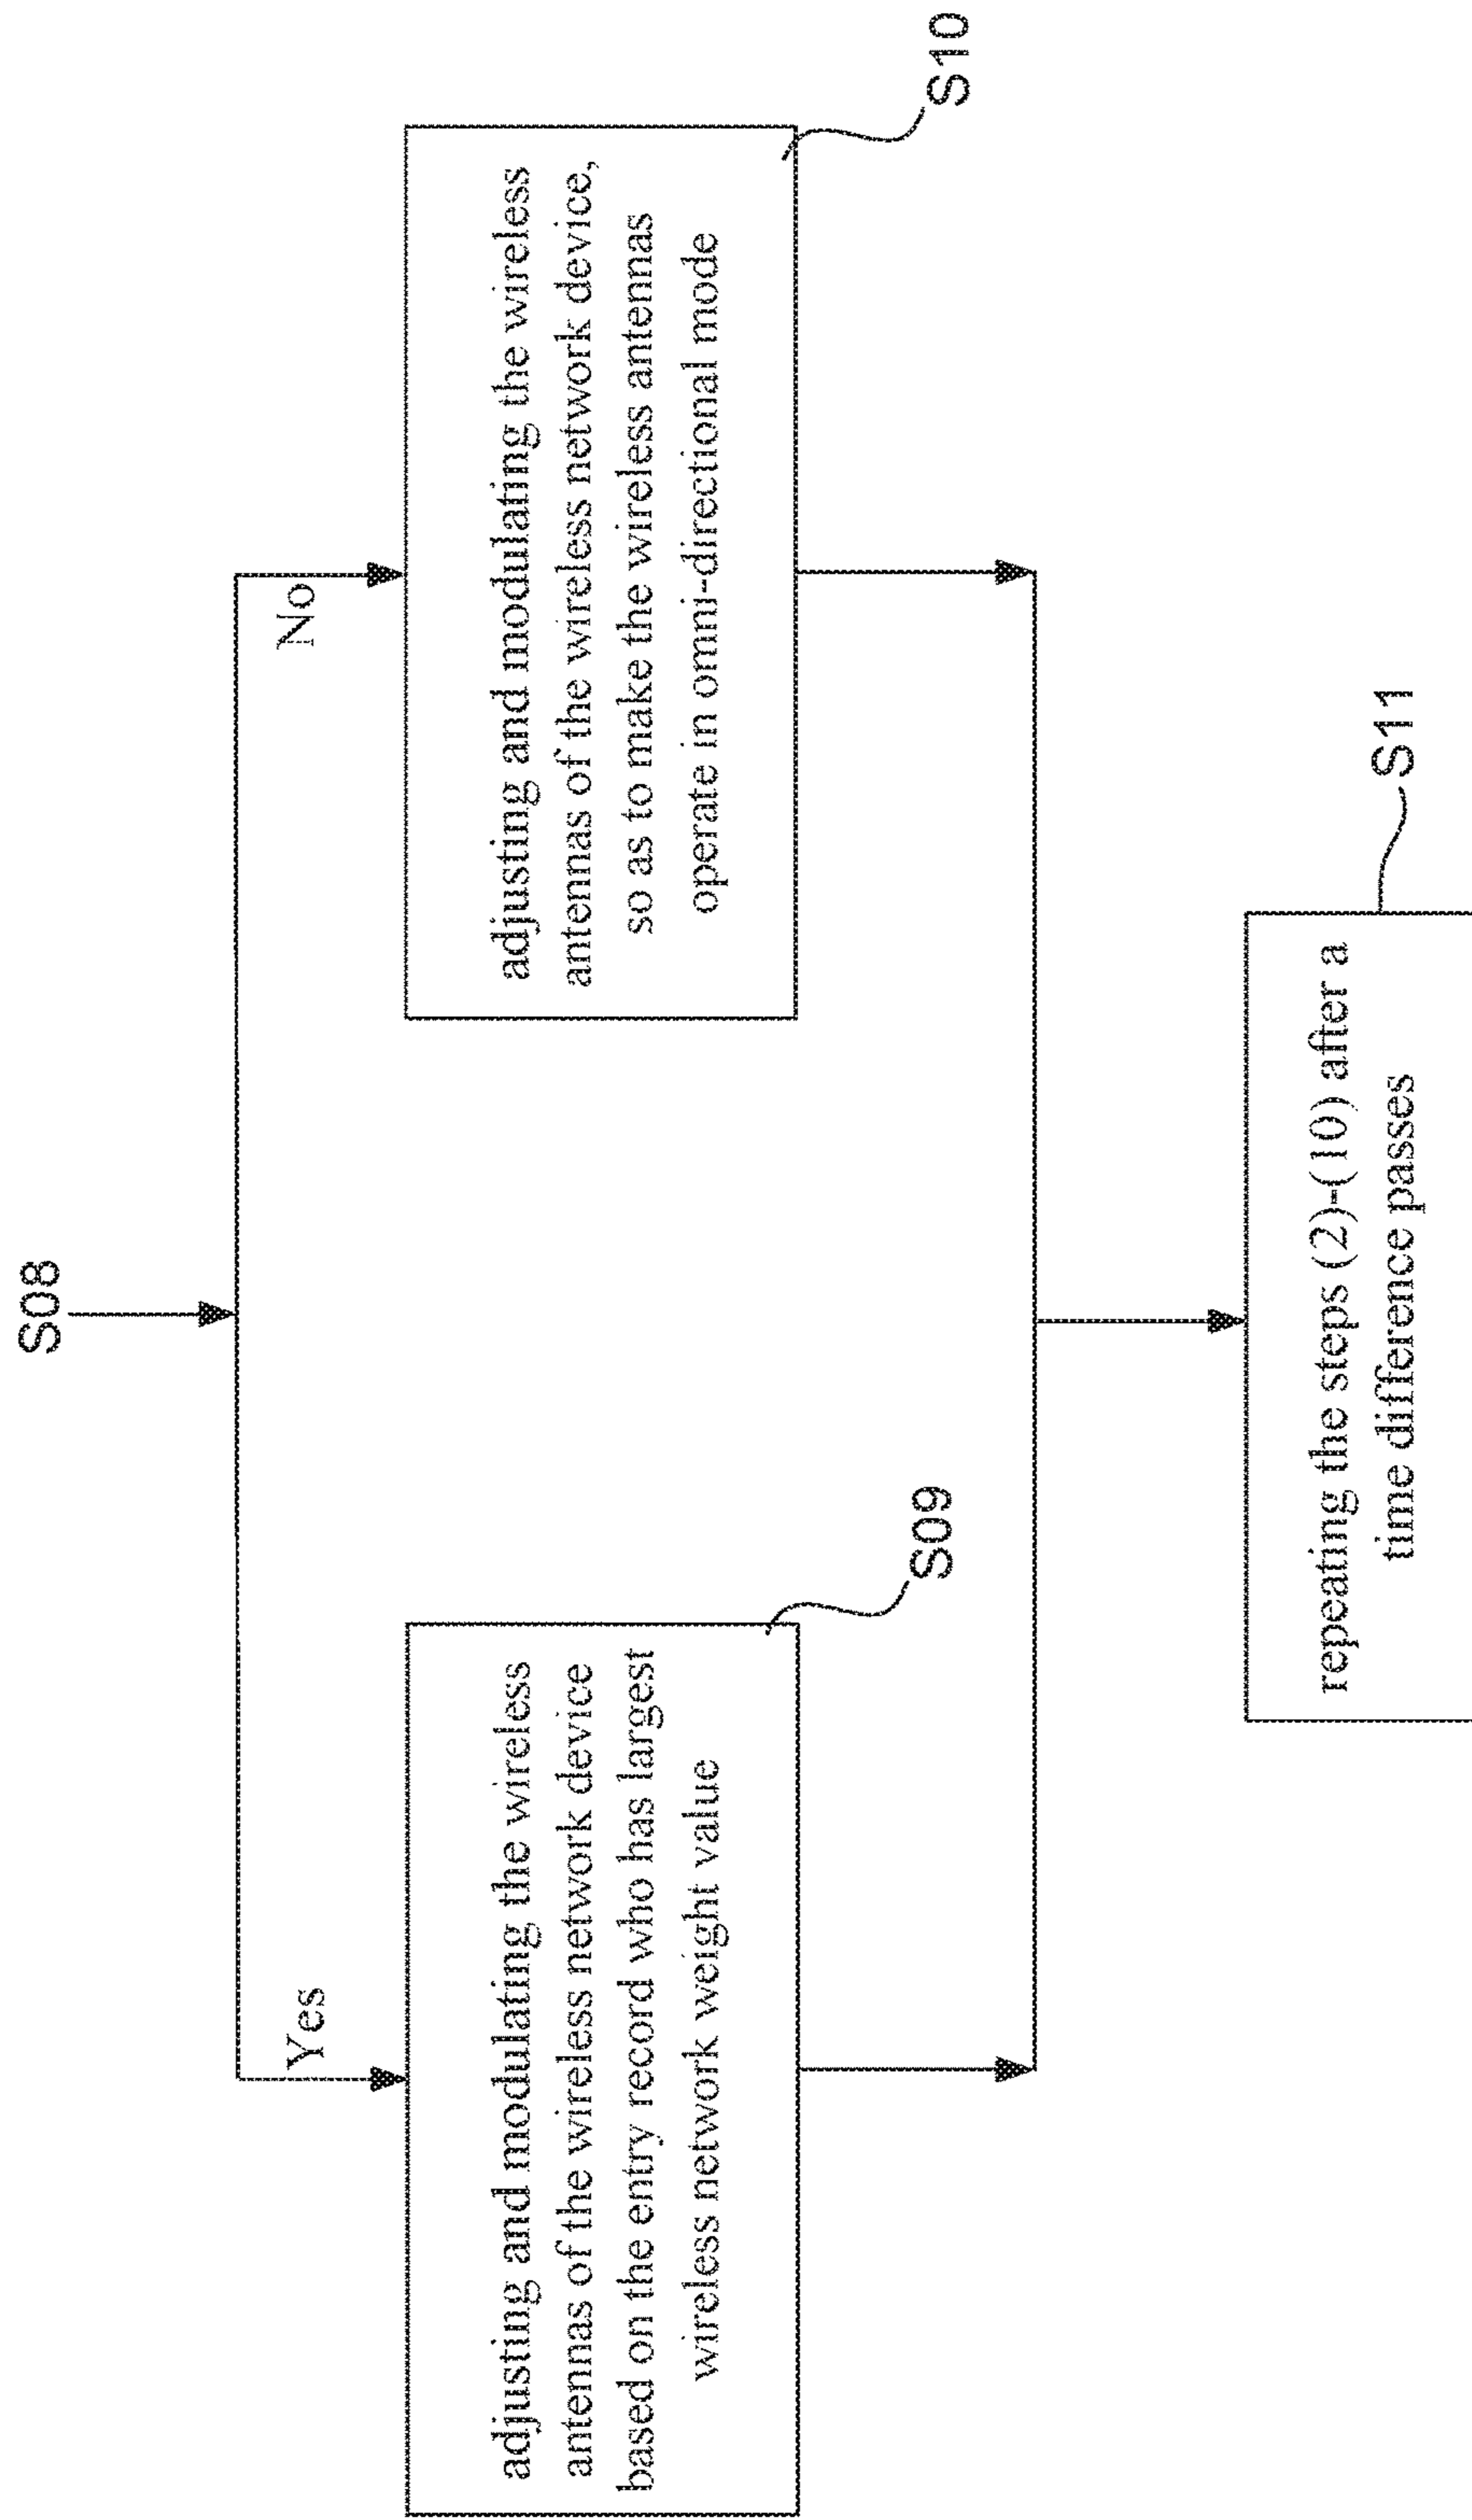 S08
Yes
No
adjusting and modulating the wireless
antennas of the wireless network device
based on the entry record who has largest
wireless network weight value
S09
adjusting and modulating the wireless
antennas of the wireless network device,
so as to make the wireless antennas
operate in omni-directional mode
S10
repeating the steps (2)-(10) after a
time difference passes
S11